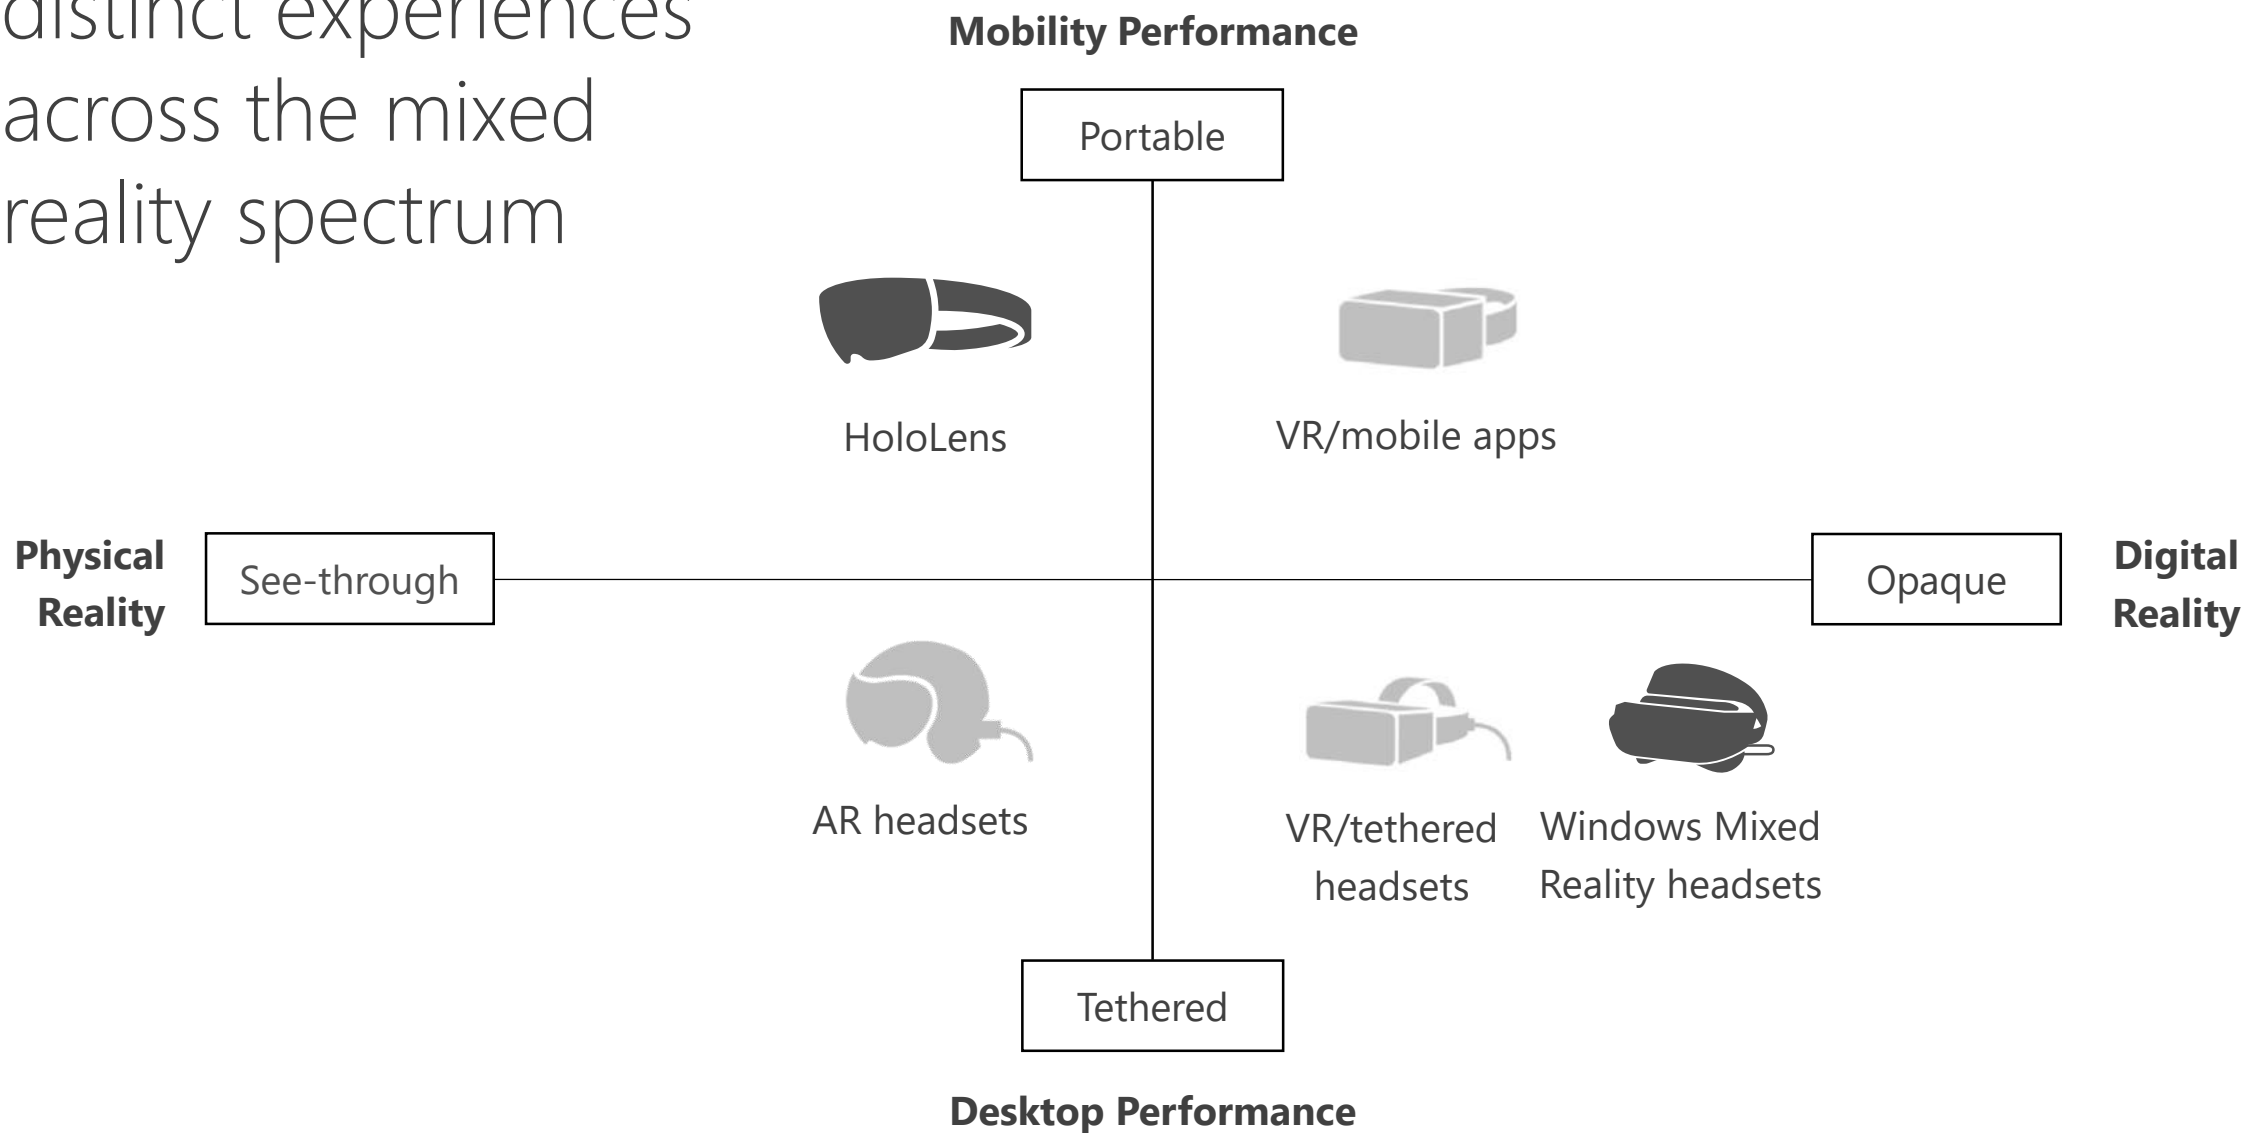 distinct experiences
across the mixed
reality spectrum
Mobility Performance
Portable
HoloLens
VR/mobile apps
Physical
Reality
See-through
Opaque
Digital
Reality
AR headsets
VR/tethered
headsets
Windows Mixed
Reality headsets
Tethered
Desktop Performance